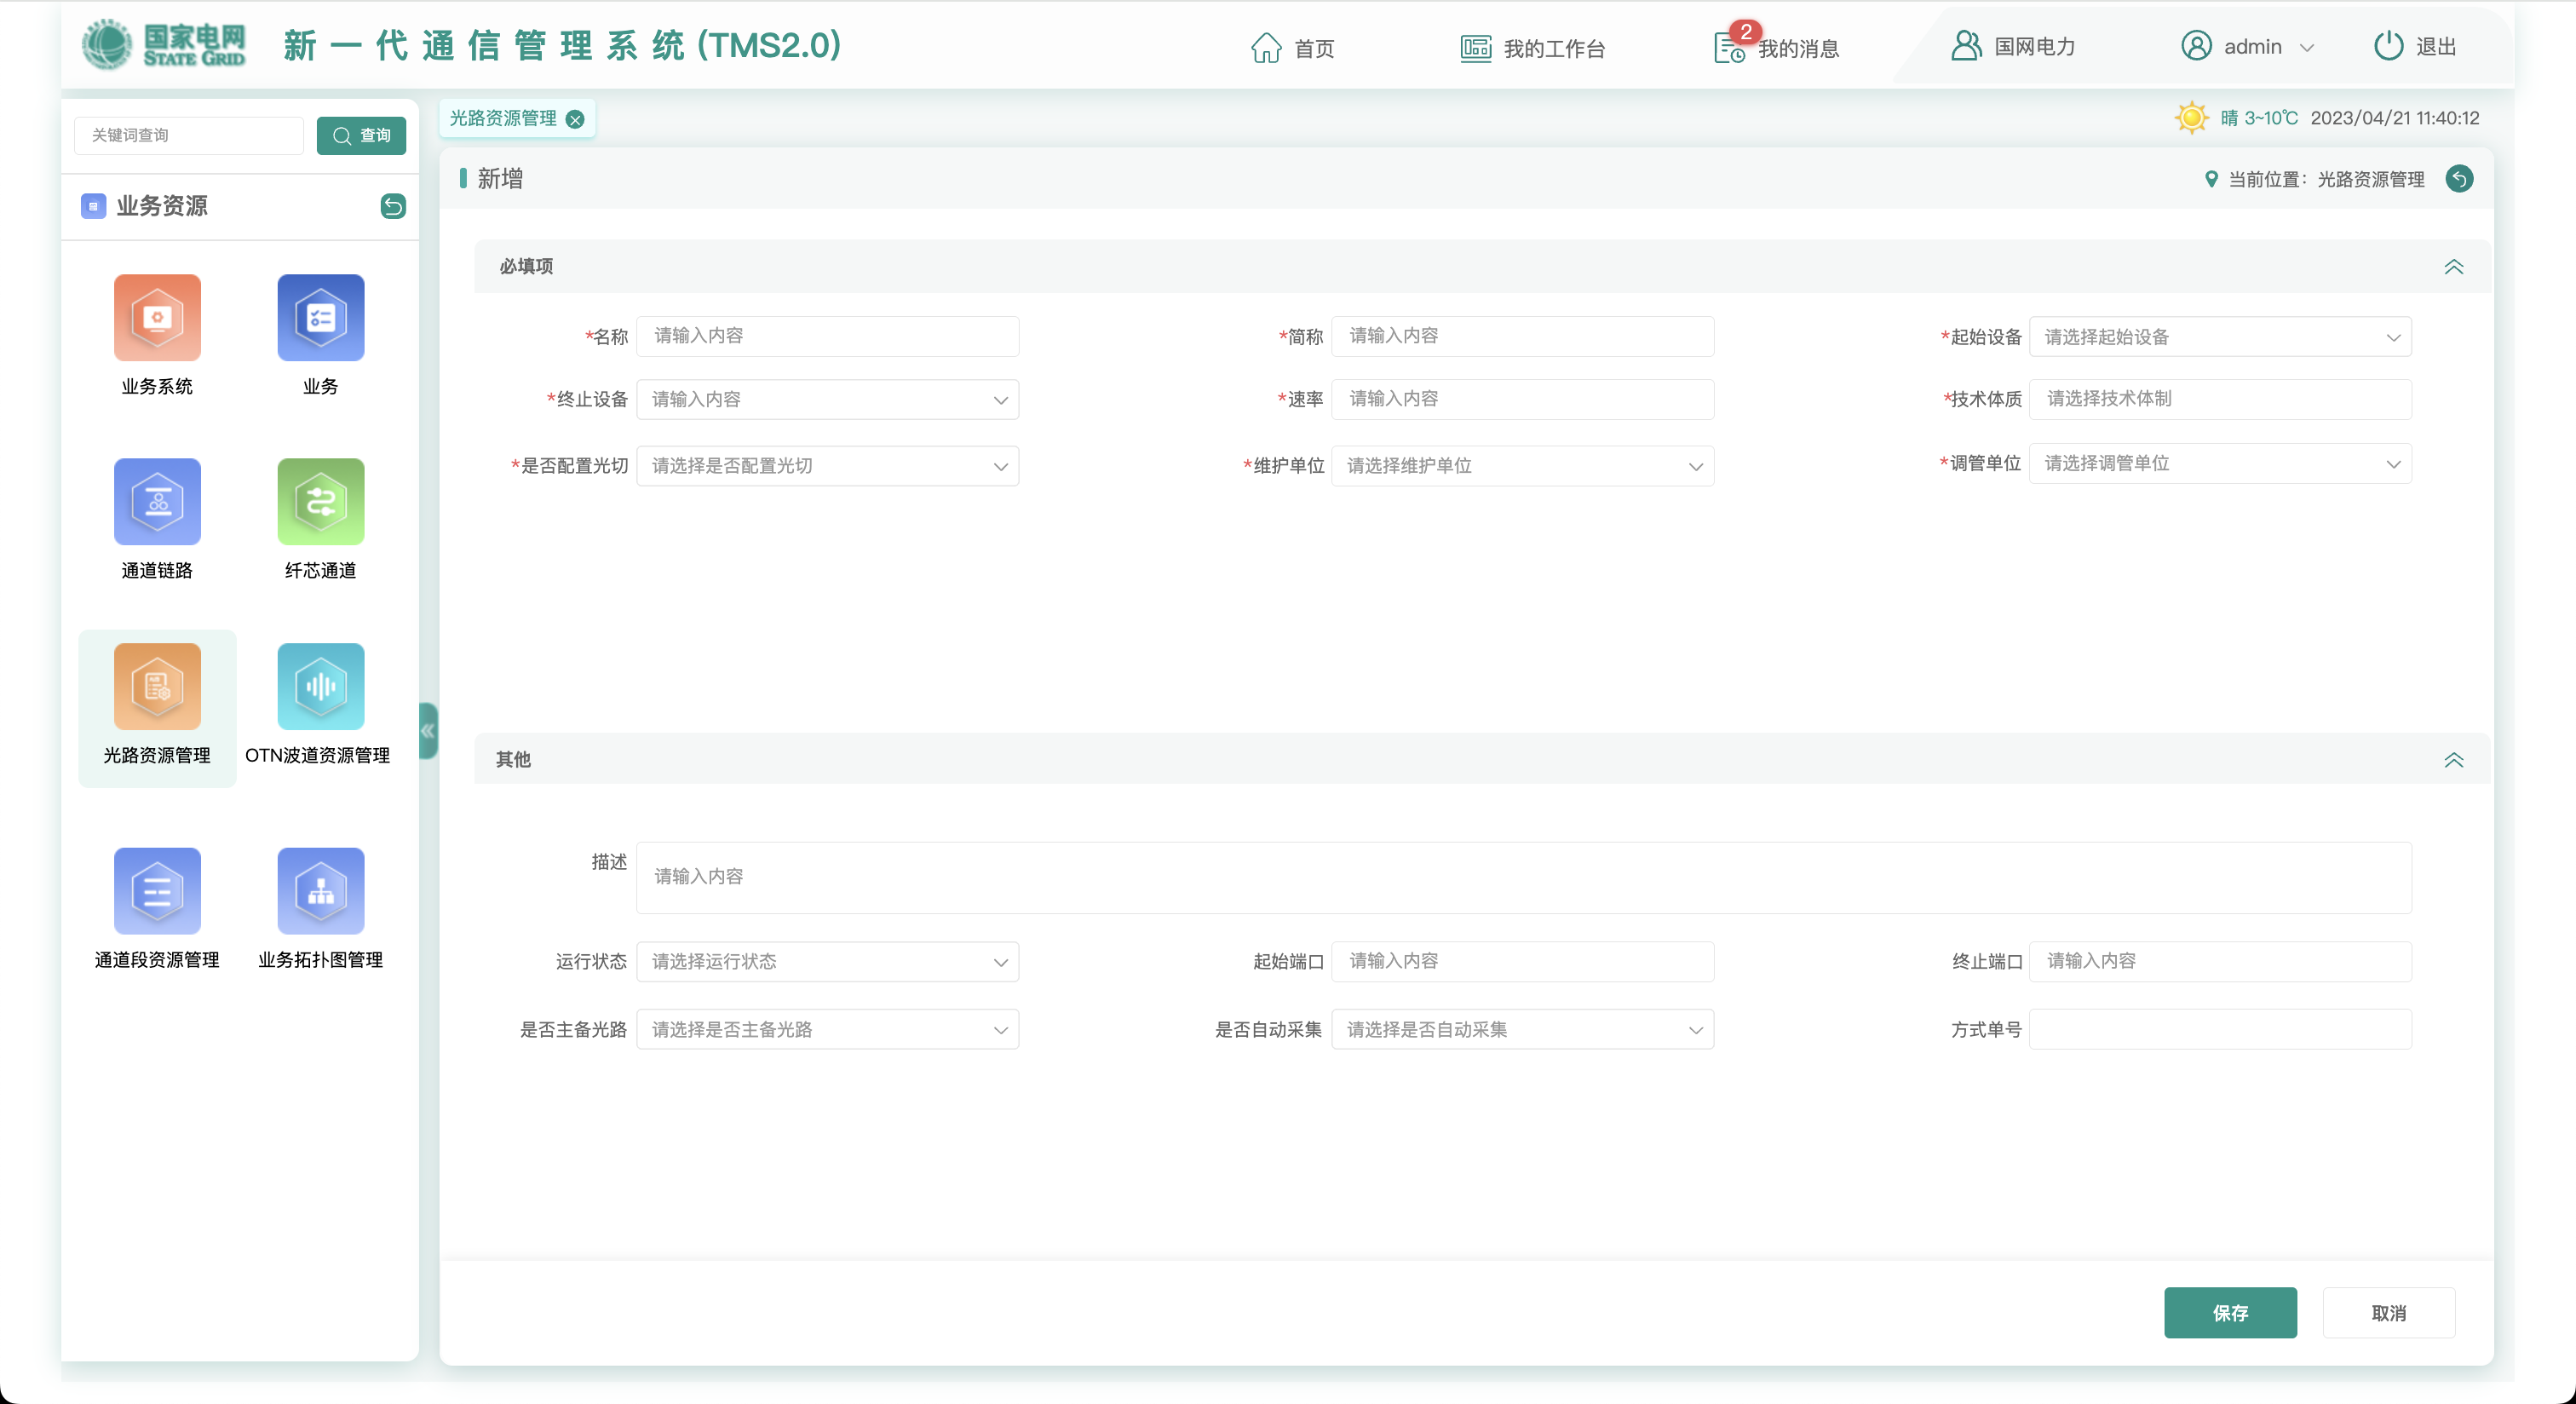 国家电网
STATE GRID
新一代通信管理系统(TMS2.0)
首页
我的工作台
2
我的消息
国网电力
admin
退出
关键词查询
查询
光路资源管理
晴 3~10℃ 2023/04/21 11:40:12
业务资源
新增
当前位置：光路资源管理
业务系统
业务
通道链路
纤芯通道
光路资源管理
OTN波道资源管理
通道段资源管理
业务拓扑图管理
必填项
*名称 请输入内容
*简称 请输入内容
*起始设备 请选择起始设备
*终止设备 请输入内容
*速率 请输入内容
*技术体质 请选择技术体制
*是否配置光切 请选择是否配置光切
*维护单位 请选择维护单位
*调管单位 请选择调管单位
其他
描述 请输入内容
运行状态 请选择运行状态
起始端口 请输入内容
终止端口 请输入内容
是否主备光路 请选择是否主备光路
是否自动采集 请选择是否自动采集
方式单号
保存
取消